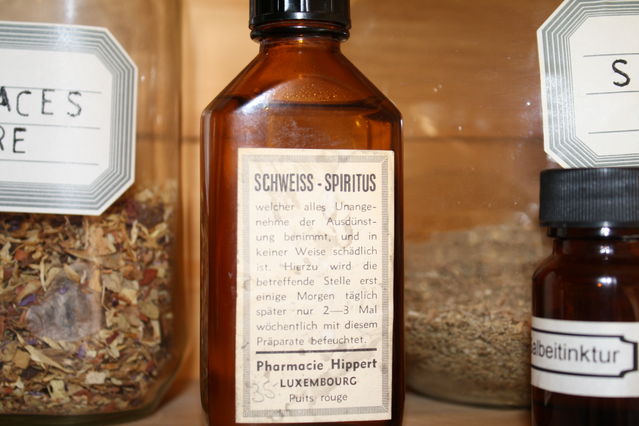 ACES
RE
SCHWEISS - SPIRITUS
welcher alles Unange-
nehme der Ausdünst-
ung benimmt, und in
keiner Weise schädlich
ist. Hierzu wird die
betreffende Stelle erst
einige Morgen täglich
später nur 2—3 Mal
wöchentlich mit diesem
Präparate befeuchtet.
Pharmacie Hippert
LUXEMBOURG
Puits rouge
S
albeitinktur